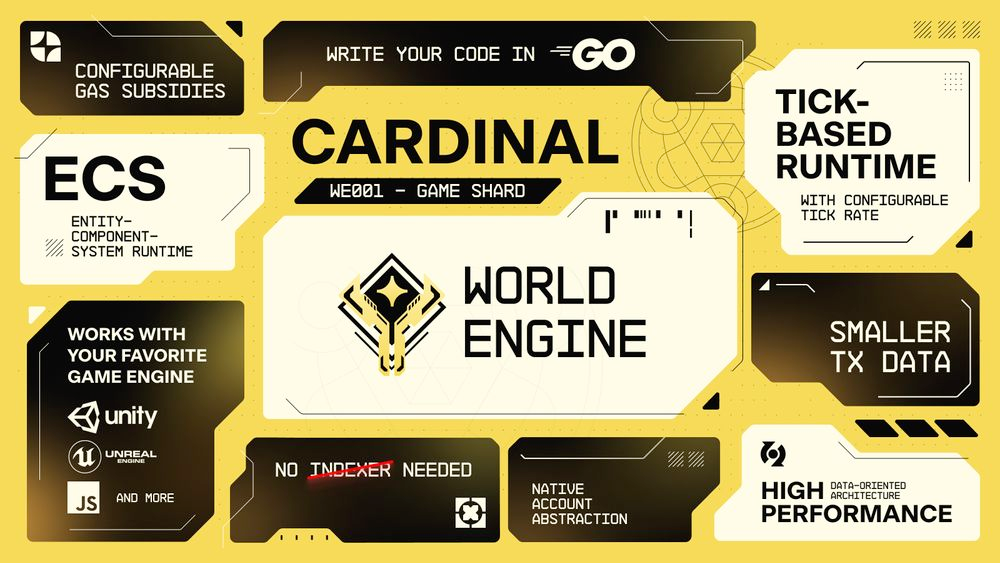 CONFIGURABLE
GAS SUBSIDIES
WRITE YOUR CODE IN GO
TICK-
BASED
RUNTIME
WITH CONFIGURABLE
TICK RATE
ECS
ENTITY-
COMPONENT-
SYSTEM RUNTIME
CARDINAL
WE001 – GAME SHARD
WORLD
ENGINE
SMALLER
TX DATA
WORKS WITH
YOUR FAVORITE
GAME ENGINE
unity
UNREAL
ENGINE
JS AND MORE
NO INDEXER NEEDED
NATIVE
ACCOUNT
ABSTRACTION
HIGH DATA-ORIENTED
ARCHITECTURE
PERFORMANCE